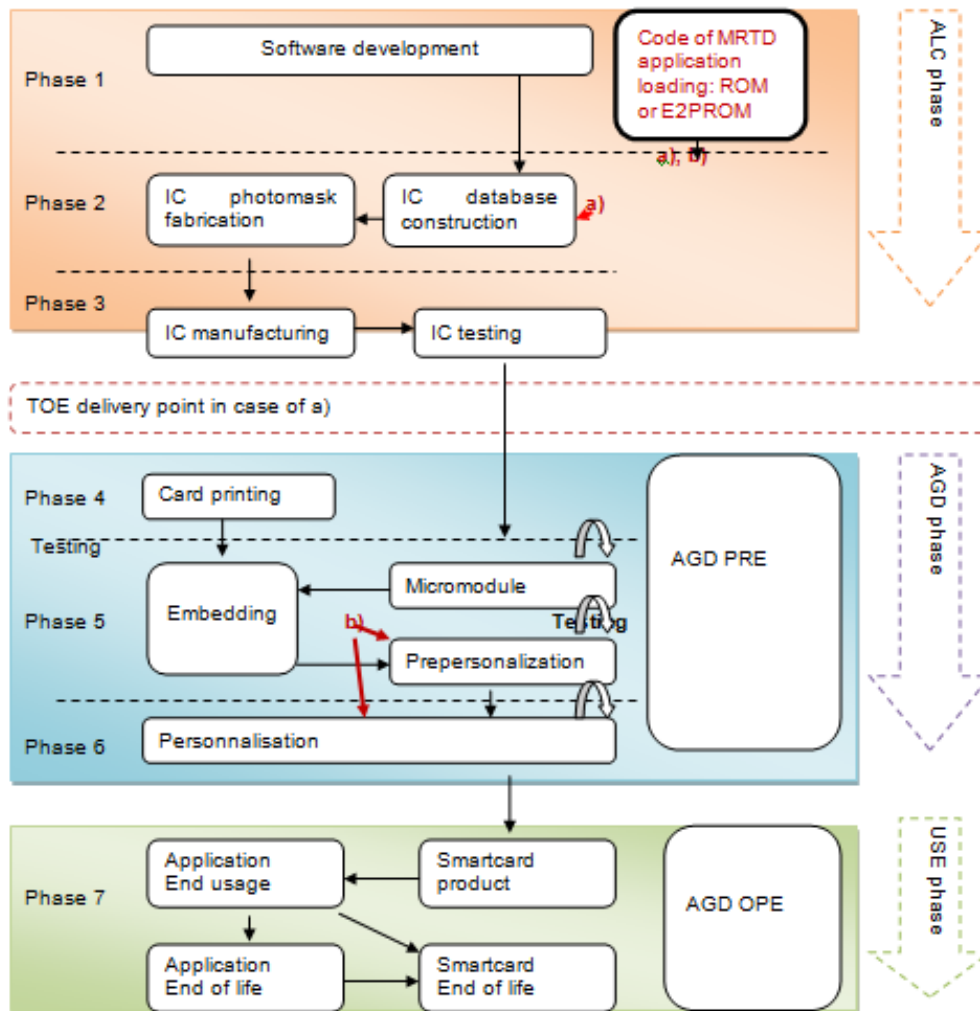 Software development
Code of MRTD
application
loading: ROM
or E2PROM
Phase 1
ALC phase
a), b)
Phase 2
IC photomask
fabrication
IC database
construction
a)
Phase 3
IC manufacturing
IC testing
TOE delivery point in case of a)
Phase 4
Card printing
AGD PRE
AGD phase
Testing
Micromodule
Embedding
Phase 5
b)
Testing
Prepersonalization
Phase 6
Personnalisation
Application
End usage
Smartcard
product
Phase 7
AGD OPE
USE phase
Application
End of life
Smartcard
End of life